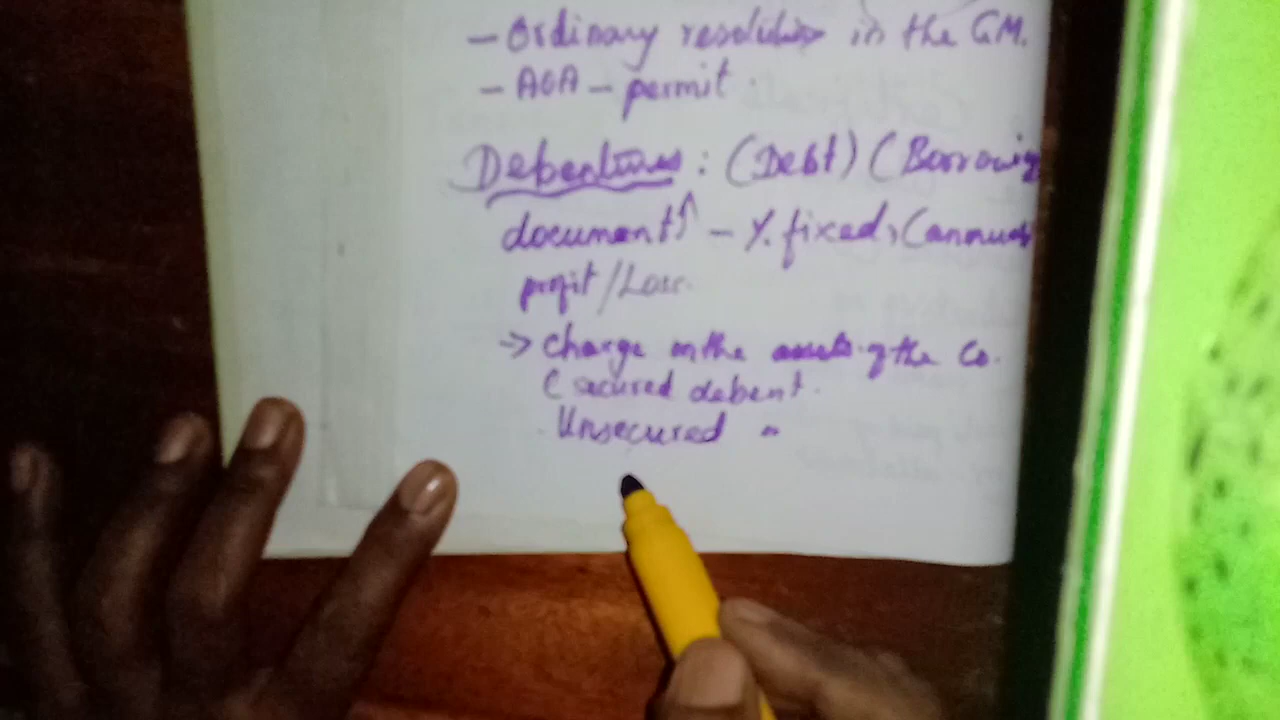 - Ordinary resolution in the GM.
- AOA - permit.
Debentures : (Debt) (Borrowing
document↑ - %. fixed, (annual
profit/Loss.
→ charge on the assets of the Co.
( secured debent.
Unsecured "